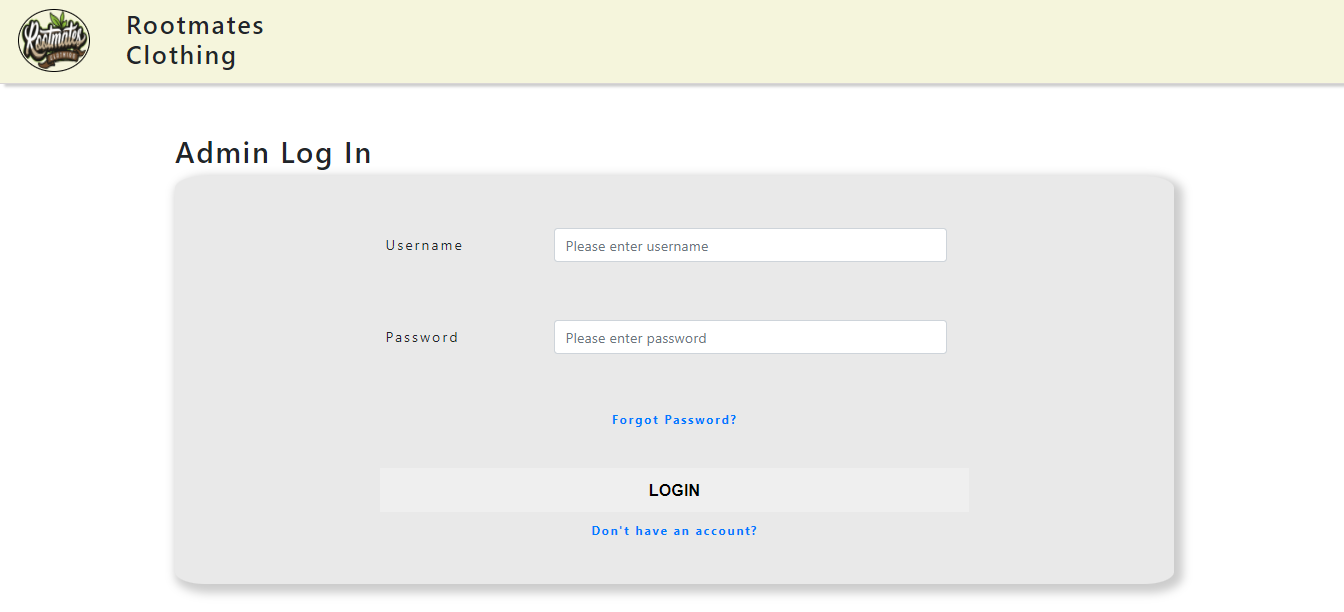 Rootmates
CLOTHING
Rootmates
Clothing
Admin Log In
Username
Please enter username
Password
Please enter password
Forgot Password?
LOGIN
Don't have an account?